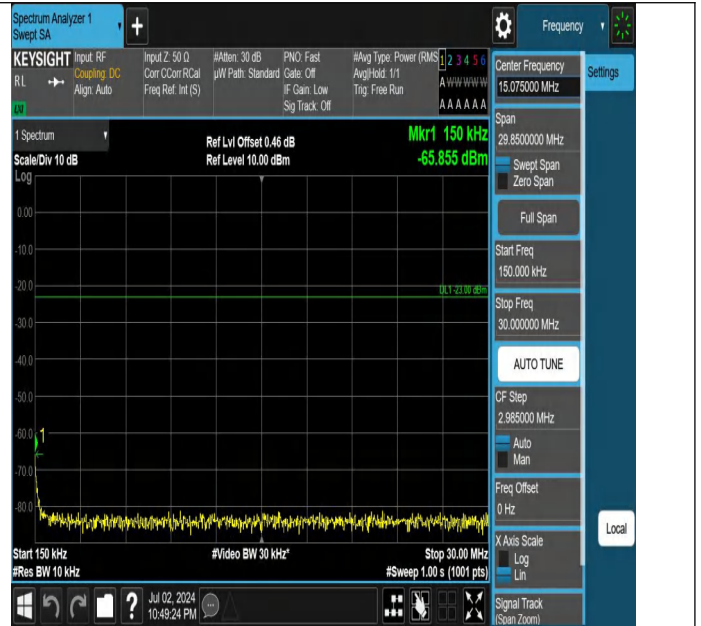 Spectrum Analyzer 1
Swept SA
Frequency
KEYSIGHT
RL
LXI
Input: RF
Coupling: DC
Align: Auto
Input Z: 50 Ω
Corr CCorr RCal
Freq Ref: Int (S)
#Atten: 30 dB
µW Path: Standard
PNO: Fast
Gate: Off
IF Gain: Low
Sig Track: Off
#Avg Type: Power (RMS
Avg|Hold: 1/1
Trig: Free Run
1 2 3 4 5 6
A W W W W W
A A A A A A
1 Spectrum
Scale/Div 10 dB
Log
Ref Lvl Offset 0.46 dB
Ref Level 10.00 dBm
Mkr1 150 kHz
-65.855 dBm
0.00
-10.0
-20.0
DL1 -23.00 dBm
-30.0
-40.0
-50.0
-60.0
1
-70.0
-80.0
Start 150 kHz
#Video BW 30 kHz*
Stop 30.00 MHz
#Res BW 10 kHz
#Sweep 1.00 s (1001 pts)
Jul 02, 2024
10:49:24 PM
Center Frequency
15.075000 MHz
Settings
Span
29.8500000 MHz
Swept Span
Zero Span
Full Span
Start Freq
150.000 kHz
Stop Freq
30.000000 MHz
AUTO TUNE
CF Step
2.985000 MHz
Auto
Man
Freq Offset
0 Hz
Local
X Axis Scale
Log
Lin
Signal Track
(Span Zoom)